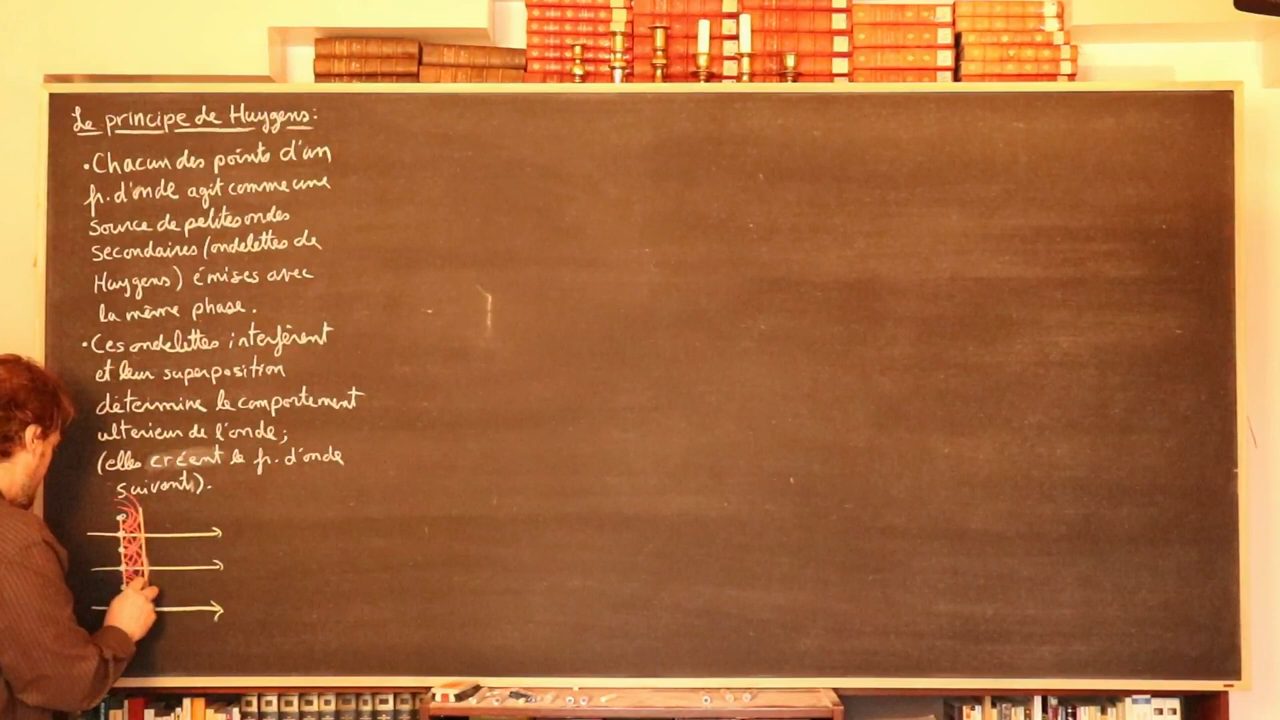 Le principe de Huygens:
• Chacun des points d'un
fr. d'onde agit comme une
source de petites ondes
secondaires (ondelettes de
Huygens) émises avec
la même phase.
• Ces ondelettes interfèrent
et leur superposition
détermine le comportement
ulterieur de l'onde;
(elles créent le fr. d'onde
suivant).